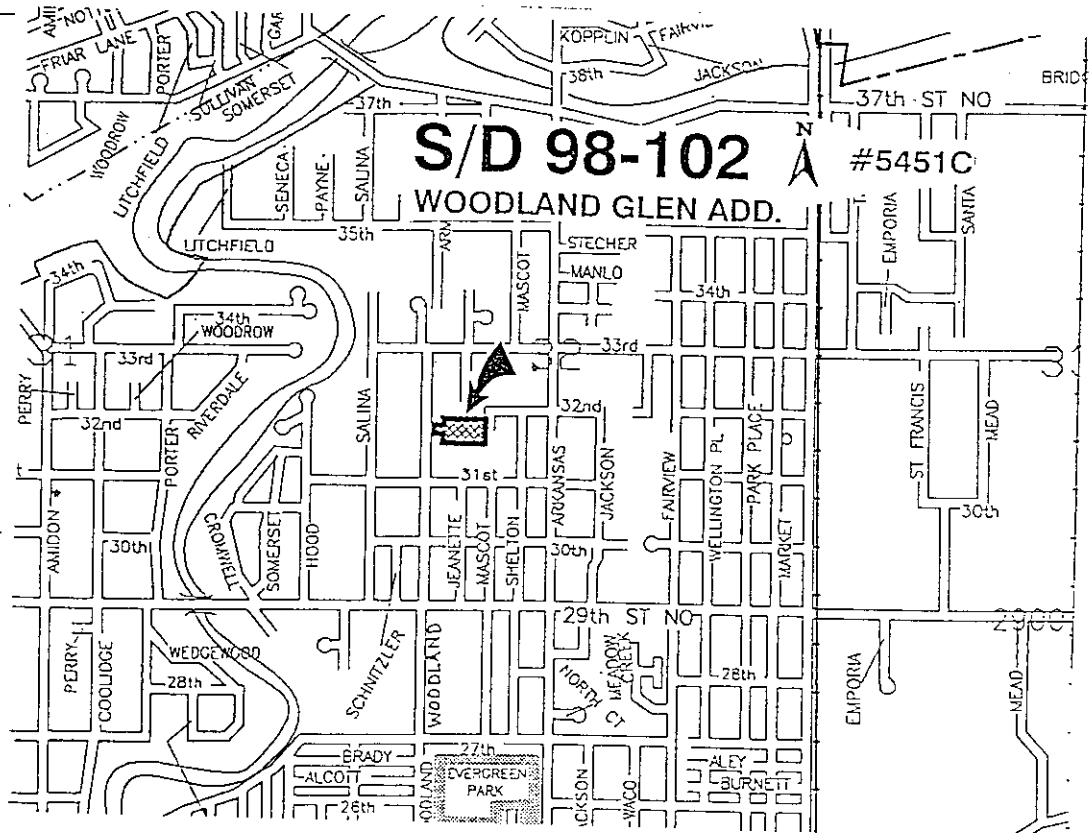 NOT
FRIAR LANE
PORTER
SULLIVAN
SOMERSET
KOPPLIN
38th
JACKSON
37th
37th ST NO
WOODROW
LITCHFIELD
SENECA
PAYNE
SALINA
S/D 98-102
WOODLAND GLEN ADD.
N
#5451C
EMPORIA
SANTA
35th
LITCHFIELD
MASCOT
STECHER
MANLO
34th
34th
34th
WOODROW
33rd
33rd
PERRY
RIVERDALE
32nd
PORTER
SALINA
32nd
31st
ARKANSAS
JACKSON
FAIRVIEW
WELLINGTON PL
PARK PLACE
MARKET
ST FRANCIS
MEAD
30th
AMIDON
30th
CROMWELL
SOMERSET
HOOD
JEANETTE
MASCOT
SHELTON
30th
29th ST NO
2900
PERRY
COOLIDGE
WEDGEWOOD
28th
SCHNITZLER
WOODLAND
NORTH CT
MEADOW CREEK
28th
EMPORIA
MEAD
BRADY
27th
ALCOTT
26th
EVERGREEN PARK
WACO
ALEY
BURNETT